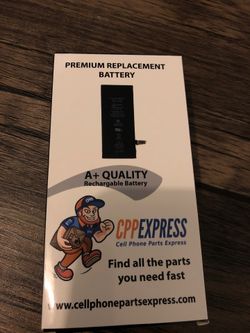 PREMIUM REPLACEMENT
BATTERY
A+ QUALITY
Rechargable Battery
CPPEXPRESS
Cell Phone Parts Express
Find all the parts
you need fast
www.cellphonepartsexpress.com